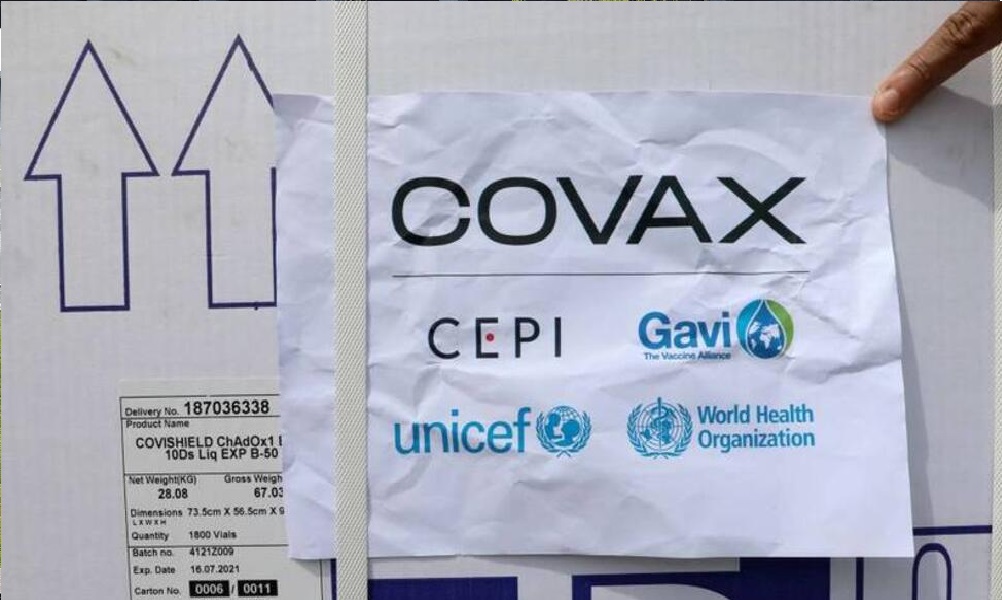 COVAX
CEPI
Gavi
The Vaccine Alliance
unicef
World Health
Organization
Delivery No. 187036338
Product Name
COVISHIELD ChAdOx1
10Ds Liq EXP B-50
Net Weight(KG) Gross Weigh
28.08 67.03
Dimensions 73.5cm X 56.5cm X 9
L X W X H
Quantity 1800 Vials
Batch no. 4121Z009
Exp. Date 16.07.2021
Carton No. 0006 / 0011